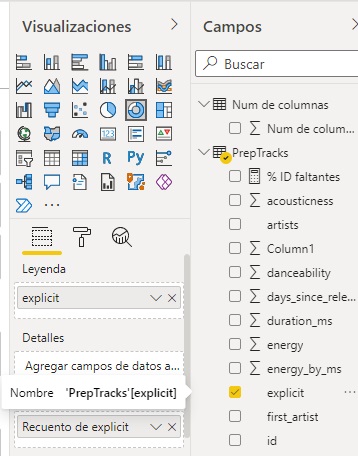 Visualizaciones
Campos
Buscar
R Py
123
Leyenda
explicit
Detalles
Agregar campos de datos a...
Nombre 'PrepTracks'[explicit]
Recuento de explicit
Num de columnas
Num de colum...
PrepTracks
% ID faltantes
acousticness
artists
Column1
danceability
days_since_rele...
duration_ms
energy
energy_by_ms
explicit
first_artist
id